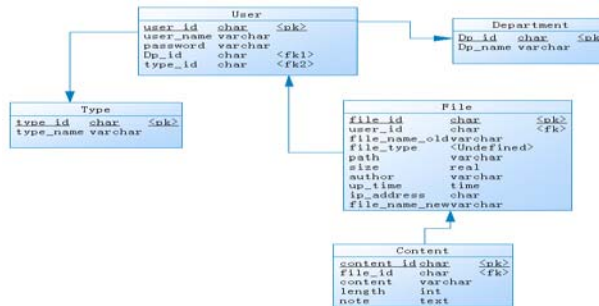 User
user_id char <pk>
user_name varchar
password varchar
Dp_id char <fk1>
type_id char <fk2>
Department
Dp_id char <pk>
Dp_name varchar
Type
type_id char <pk>
type_name varchar
File
file_id char <pk>
user_id char <fk>
file_name_old varchar
file_type <Undefined>
path varchar
size real
author varchar
up_time time
ip_address char
file_name_new varchar
Content
content_id char <pk>
file_id char <fk>
content varchar
length int
note text